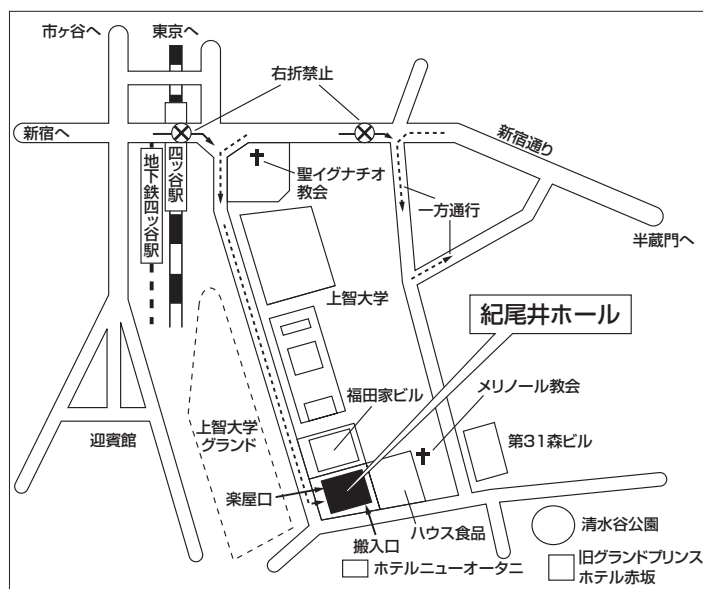 市ヶ谷へ
東京へ
右折禁止
新宿へ
新宿通り
四ッ谷駅
地下鉄四ッ谷駅
聖イグナチオ
教会
一方通行
半蔵門へ
上智大学
紀尾井ホール
福田家ビル
メリノール教会
上智大学
グランド
迎賓館
第31森ビル
楽屋口
搬入口
ハウス食品
清水谷公園
ホテルニューオータニ
旧グランドプリンス
ホテル赤坂